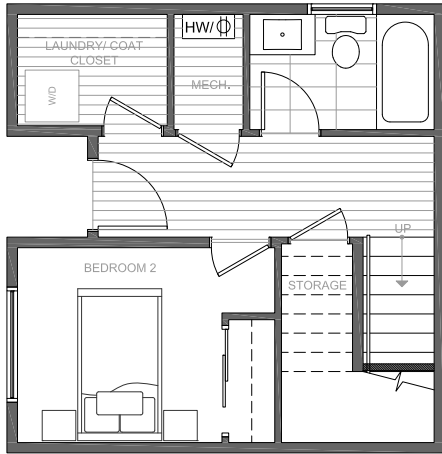 HW/
LAUNDRY/ COAT
CLOSET
W/D
MECH.
UP
BEDROOM 2
STORAGE